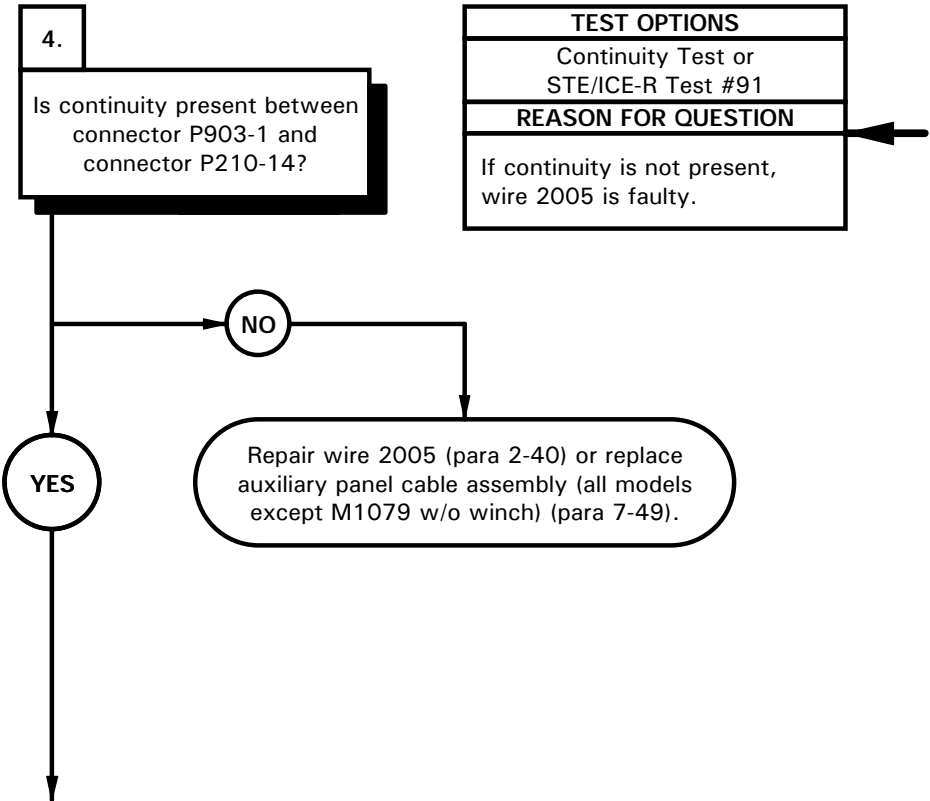 4.
Is continuity present between
connector P903-1 and
connector P210-14?
TEST OPTIONS
Continuity Test or
STE/ICE-R Test #91
REASON FOR QUESTION
If continuity is not present,
wire 2005 is faulty.
NO
YES
Repair wire 2005 (para 2-40) or replace
auxiliary panel cable assembly (all models
except M1079 w/o winch) (para 7-49).